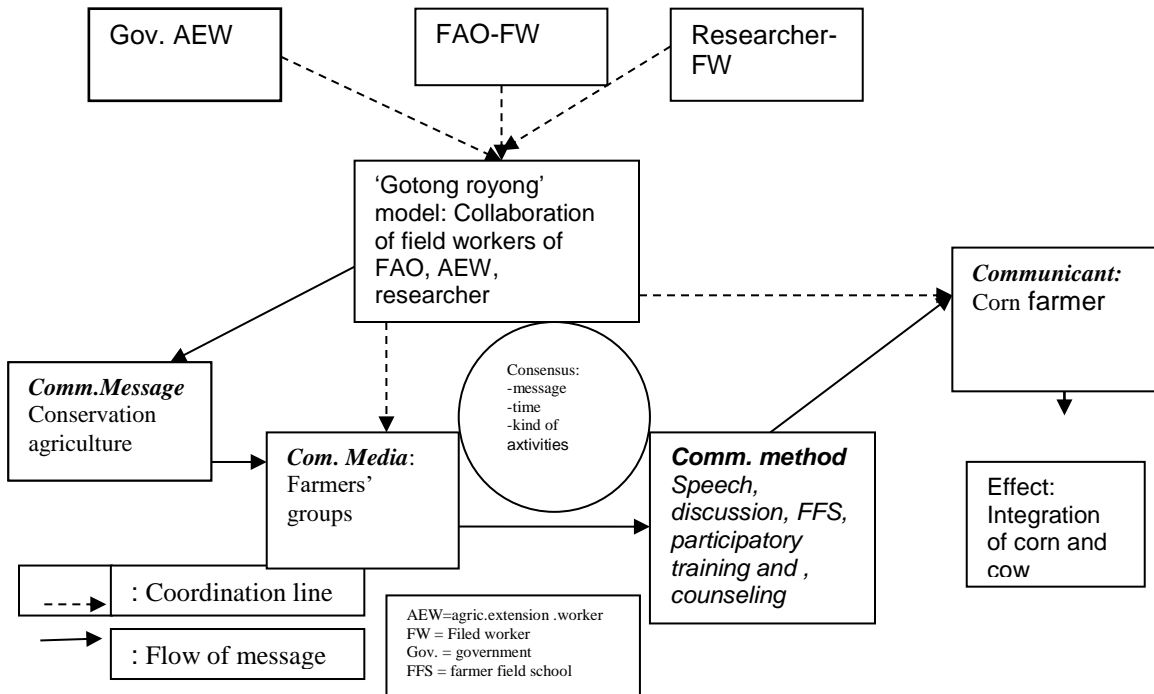 Gov. AEW
FAO-FW
Researcher-
FW
‘Gotong royong’
model: Collaboration
of field workers of
FAO, AEW,
researcher
Communicant:
Corn farmer
Comm.Message
Conservation
agriculture
Consensus:
-message
-time
-kind of
axtivities
Com. Media:
Farmers’
groups
Comm. method
Speech,
discussion, FFS,
participatory
training and ,
counseling
Effect:
Integration
of corn and
cow
: Coordination line
: Flow of message
AEW=agric.extension .worker
FW = Filed worker
Gov. = government
FFS = farmer field school